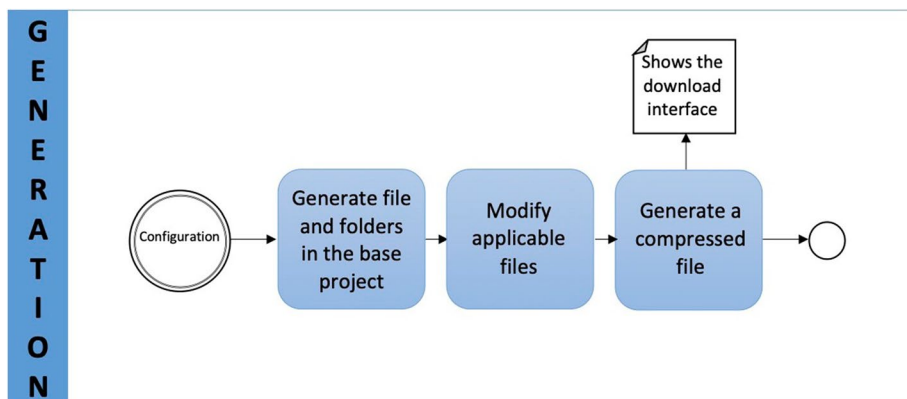 GENERATION
Shows the
download
interface
Configuration
Generate file
and folders
in the base
project
Modify
applicable
files
Generate a
compressed
file